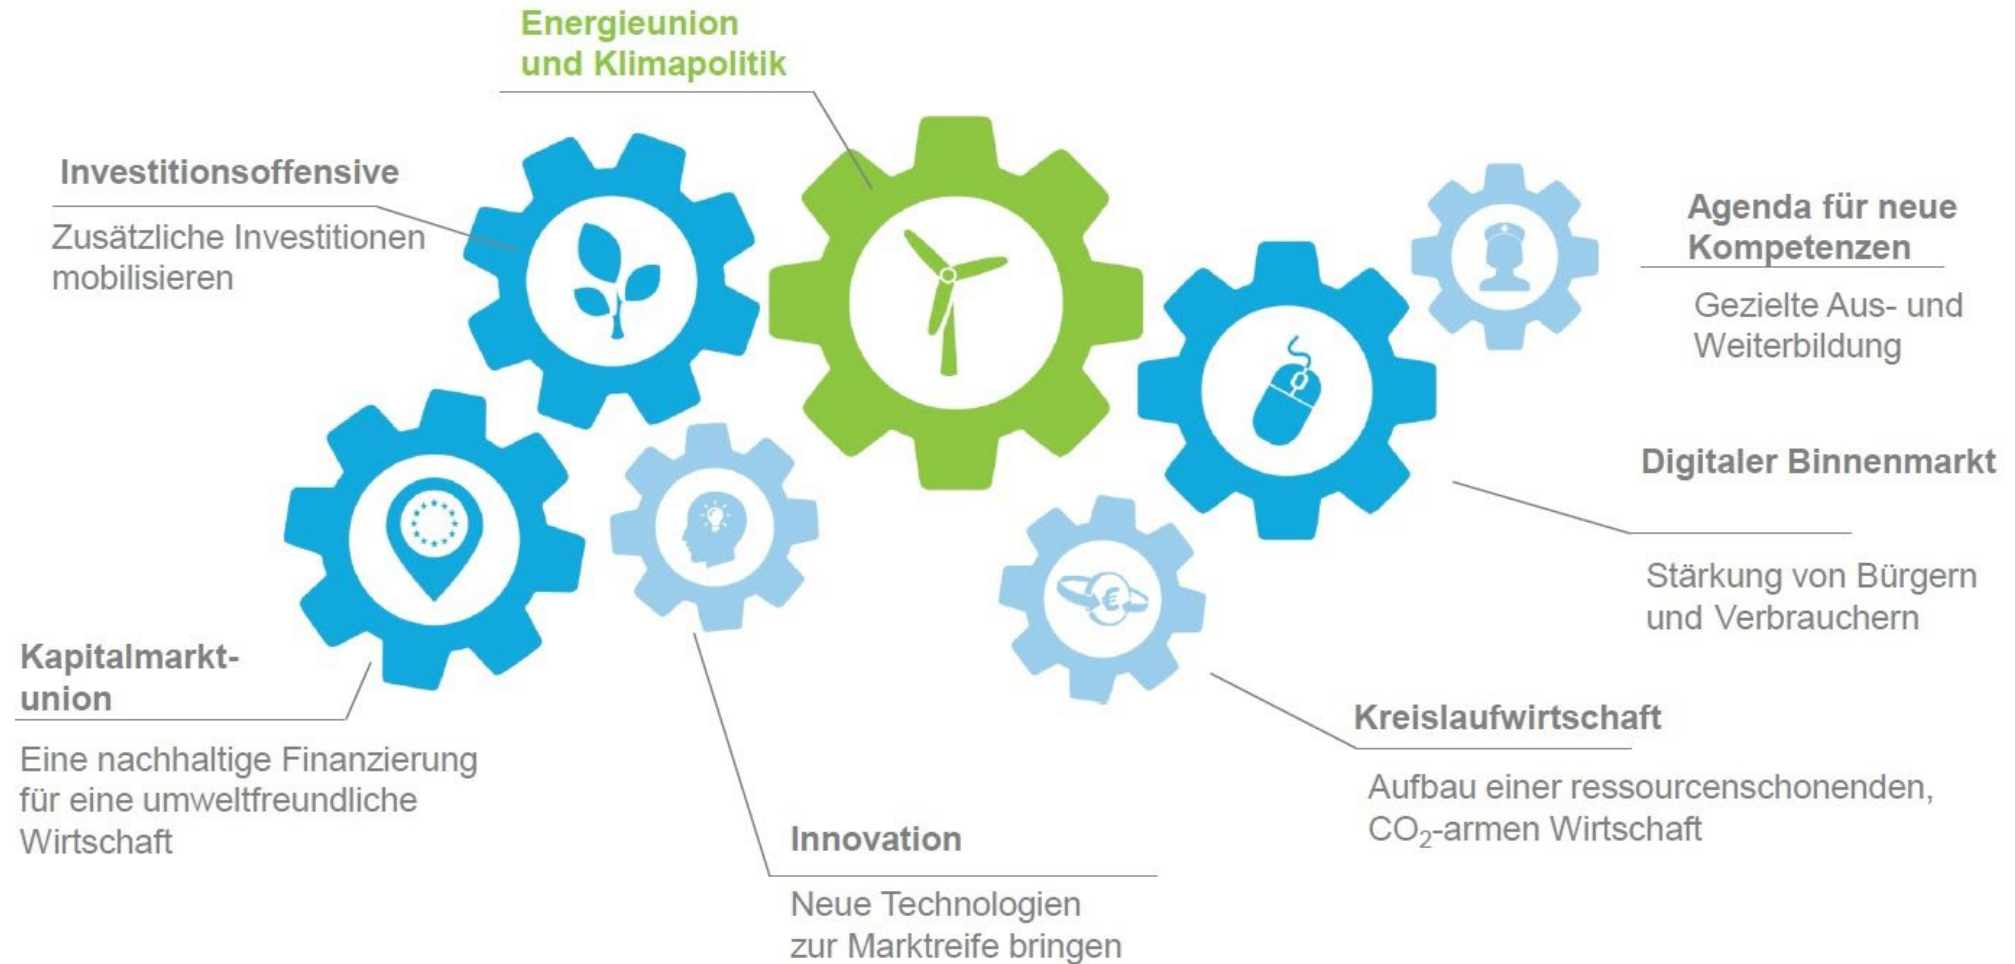 Energieunion
und Klimapolitik
Investitionsoffensive
Zusätzliche Investitionen
mobilisieren
Agenda für neue
Kompetenzen
Gezielte Aus- und
Weiterbildung
Digitaler Binnenmarkt
Stärkung von Bürgern
und Verbrauchern
Kapitalmarkt-
union
Eine nachhaltige Finanzierung
für eine umweltfreundliche
Wirtschaft
€
Kreislaufwirtschaft
Aufbau einer ressourcenschonenden,
CO₂-armen Wirtschaft
Innovation
Neue Technologien
zur Marktreife bringen